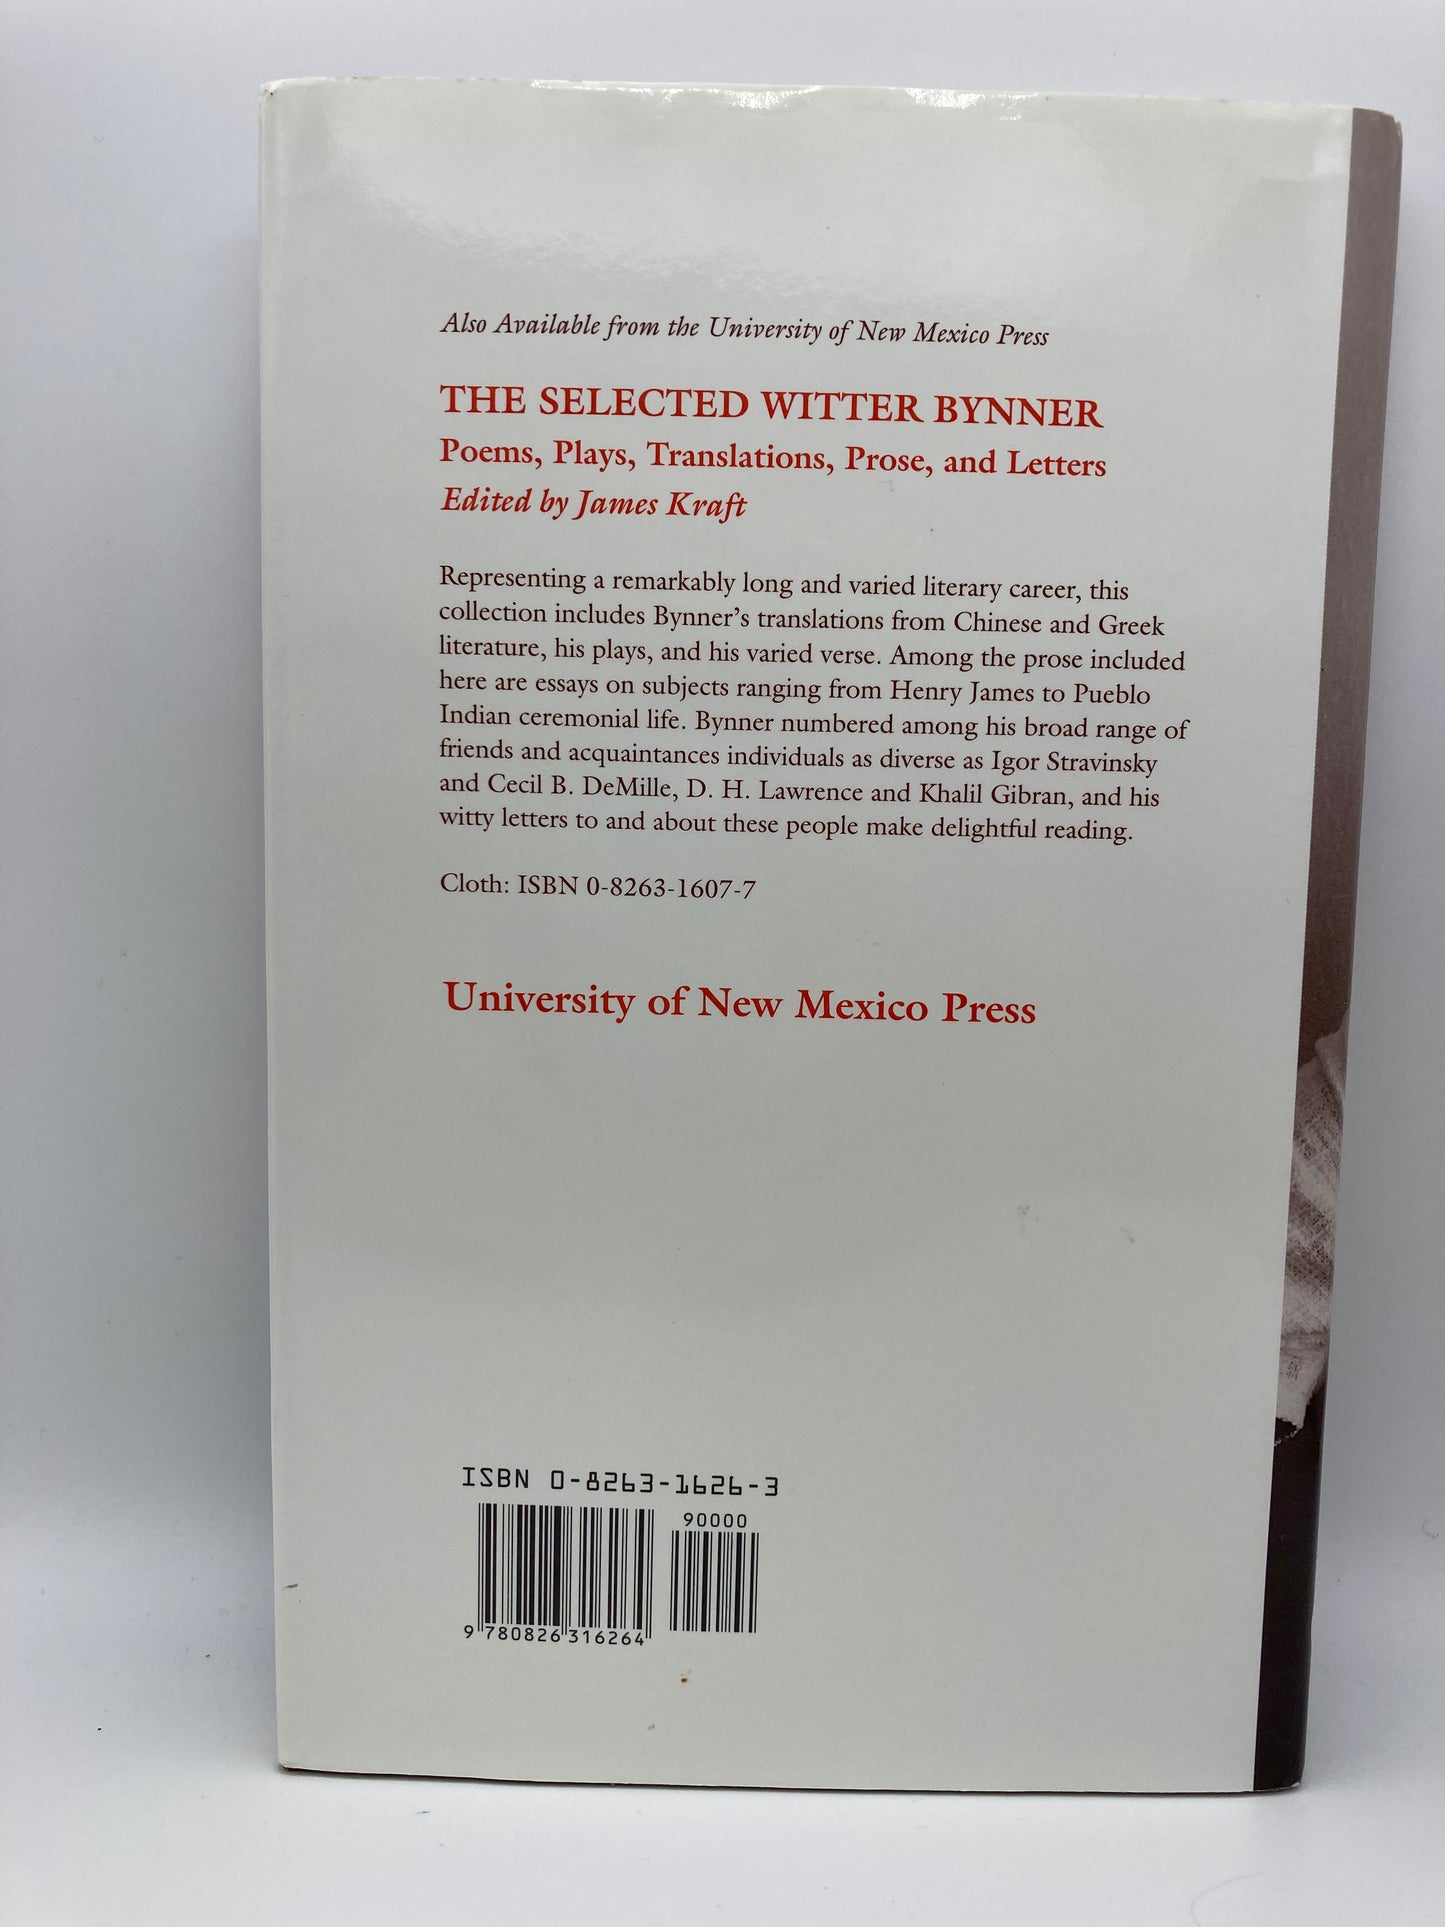 Also Available from the University of New Mexico Press
THE SELECTED WITTER BYNNER
Poems, Plays, Translations, Prose, and Letters
Edited by James Kraft
Representing a remarkably long and varied literary career, this
collection includes Bynner's translations from Chinese and Greek
literature, his plays, and his varied verse. Among the prose included
here are essays on subjects ranging from Henry James to Pueblo
Indian ceremonial life. Bynner numbered among his broad range of
friends and acquaintances individuals as diverse as Igor Stravinsky
and Cecil B. DeMille, D. H. Lawrence and Khalil Gibran, and his
witty letters to and about these people make delightful reading.
Cloth: ISBN 0-8263-1607-7
University of New Mexico Press
ISBN 0-8263-1626-3
90000
9 780826 316264